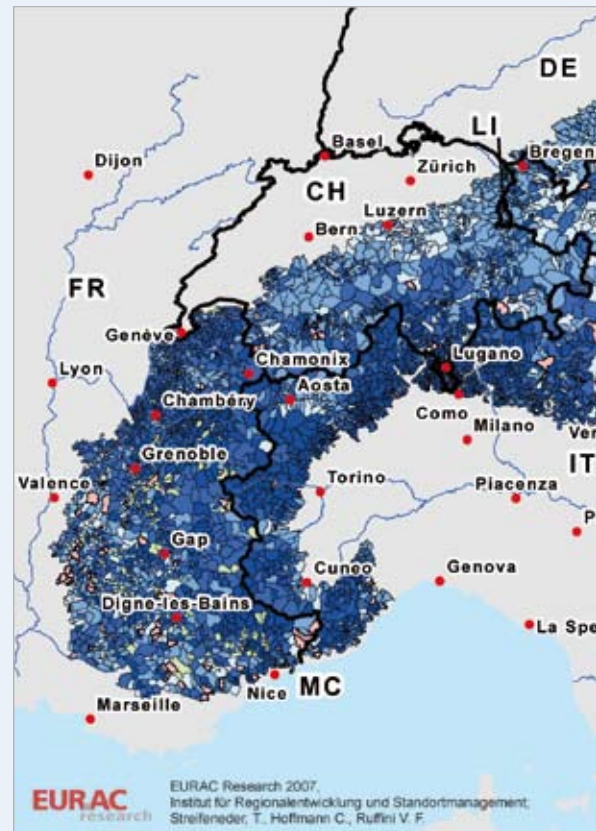 DE
LI
Basel
Bregen
Dijon
Zürich
CH
Luzern
Bern
FR
Genève
Lugano
Chamonix
Lyon
Aosta
Chambéry
Como
Milano
Ver
Grenoble
IT
Torino
Valence
Piacenza
P
Gap
Cuneo
Genova
Digne-les-Bains
La Spe
Nice
MC
Marseille
EURAC
research
EURAC Research 2007,
Institut für Regionalentwicklung und Standortmanagement,
Streifeneder, T., Hoffmann C., Ruffini V. F.